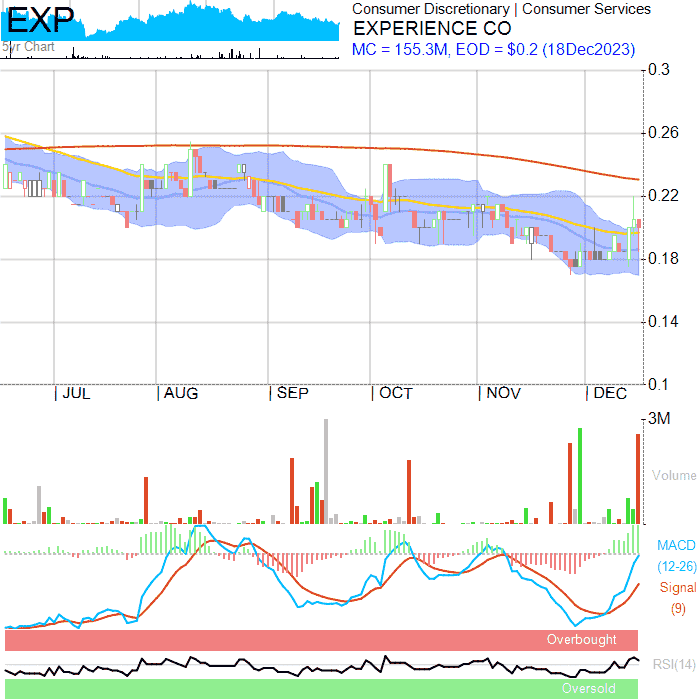 EXP
5yr Chart
Consumer Discretionary | Consumer Services
EXPERIENCE CO
MC = 155.3M, EOD = $0.2 (18Dec2023)
0.3
0.26
0.22
0.18
0.14
0.1
JUL AUG SEP OCT NOV DEC
3M
Volume
MACD
(12-26)
Signal
(9)
Overbought
RSI(14)
Oversold